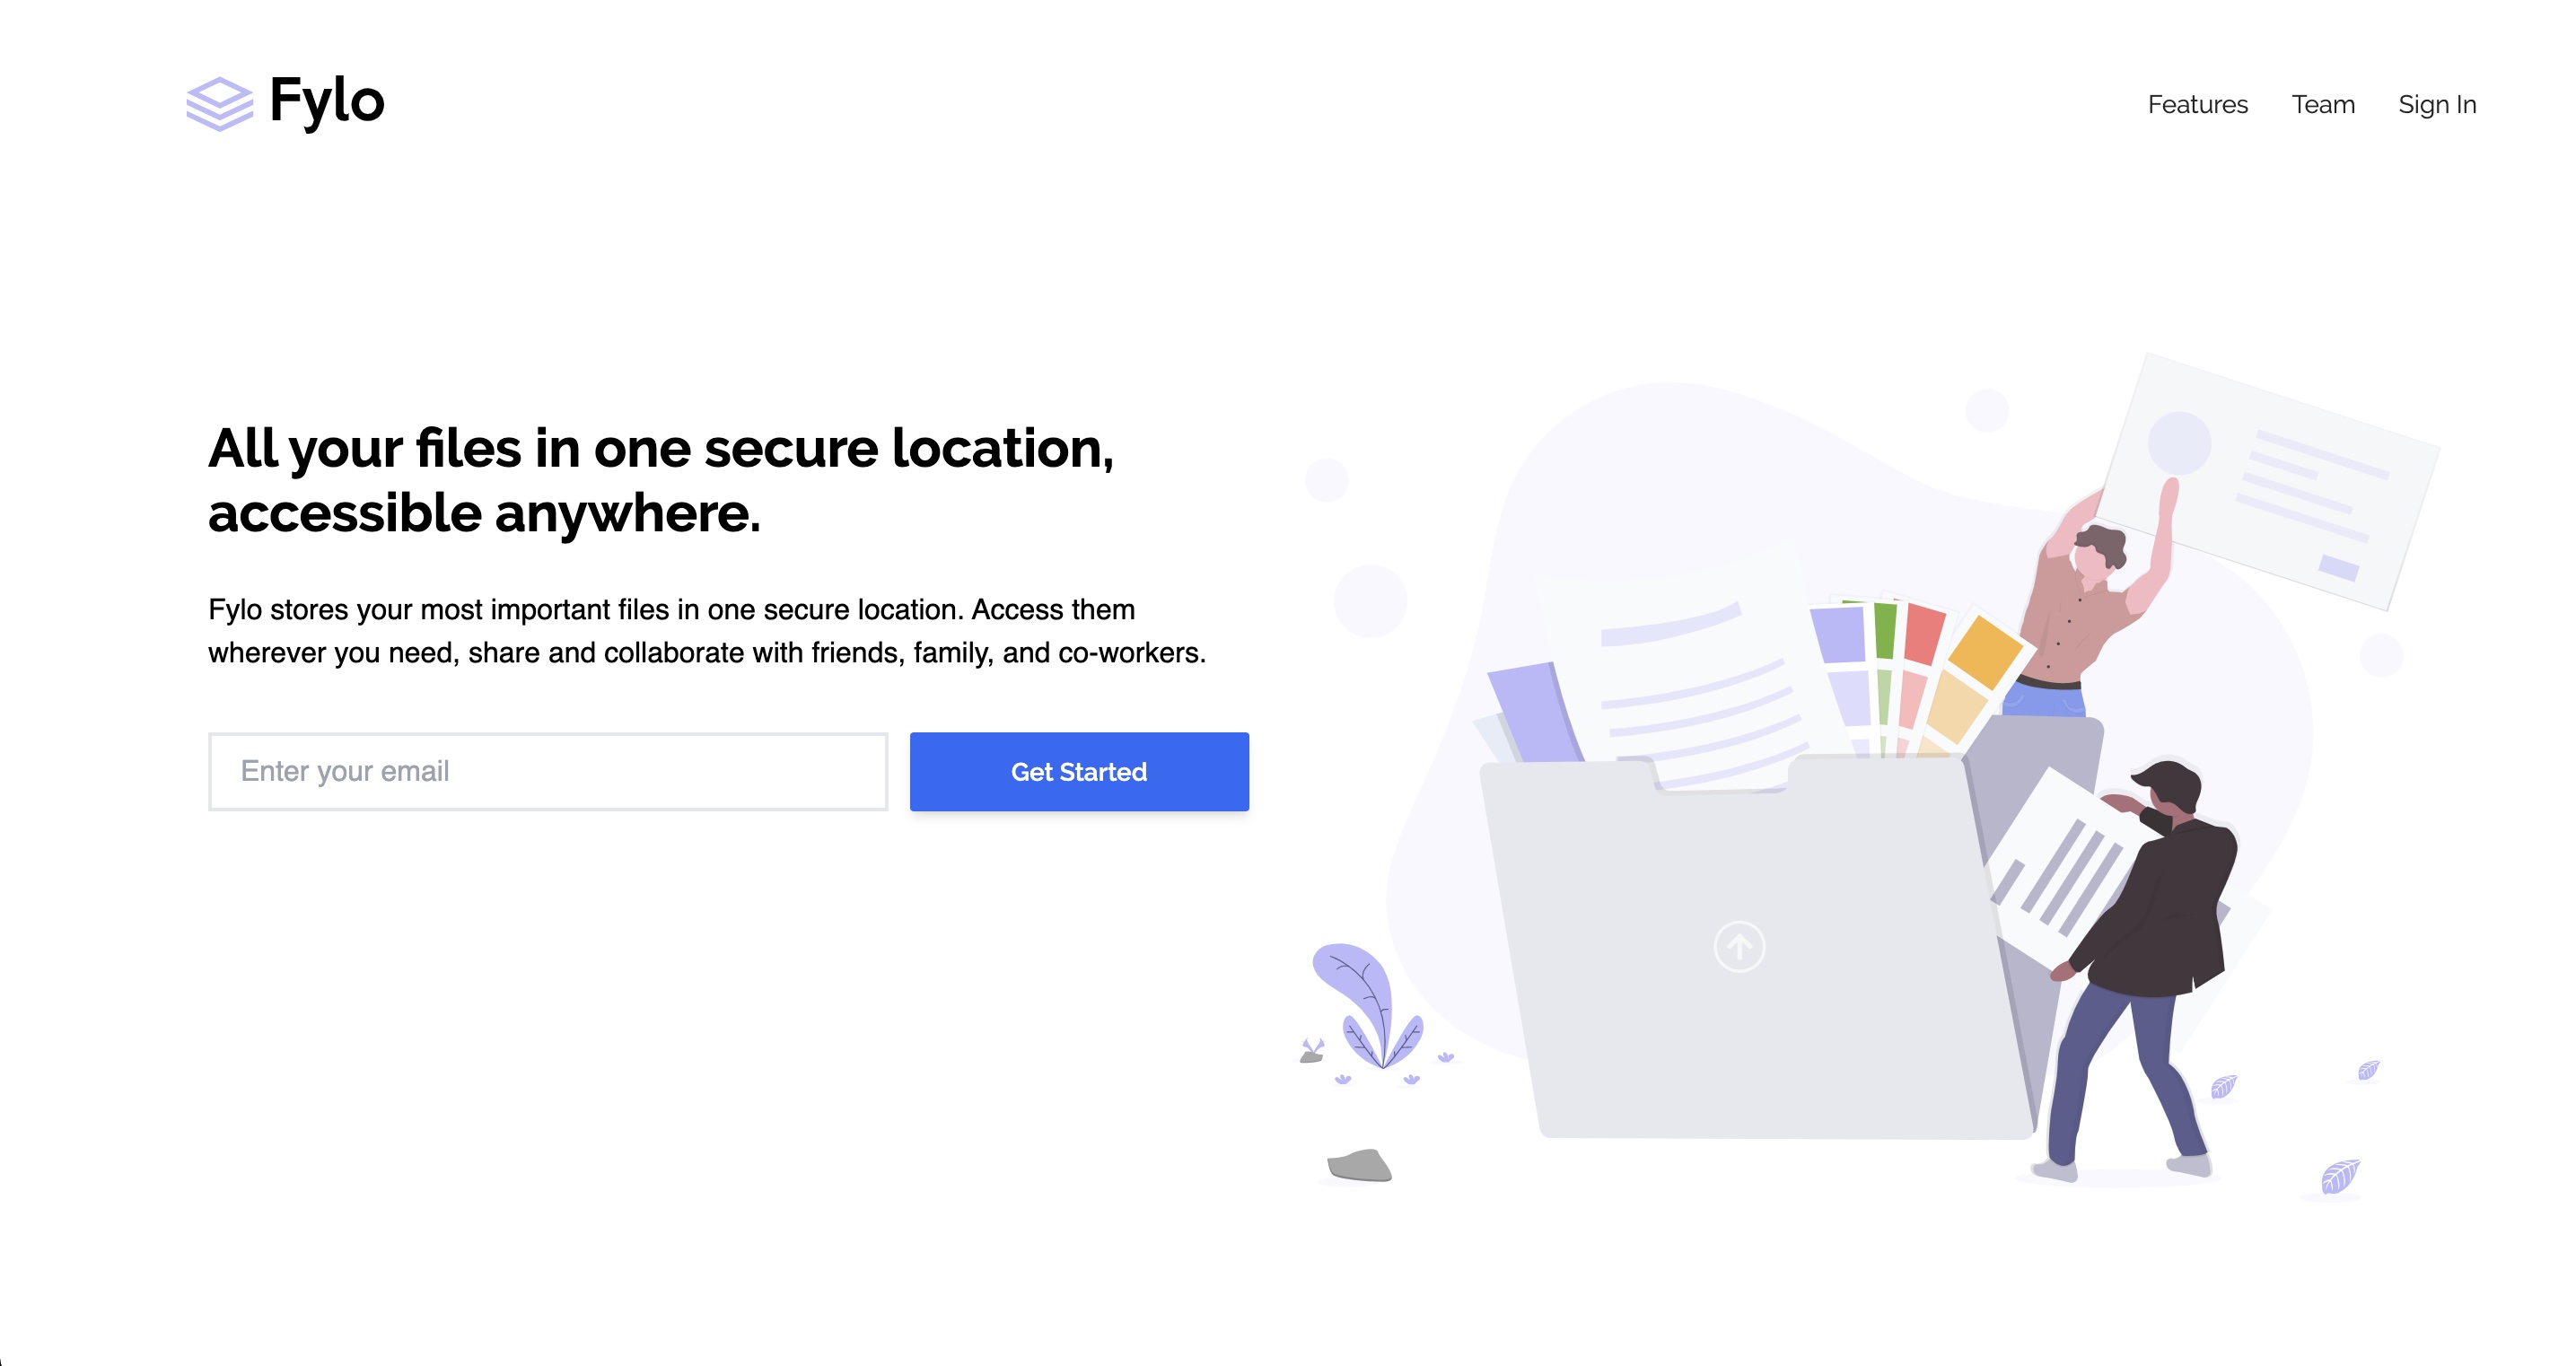 Fylo
Features
Team
Sign In
All your files in one secure location,
accessible anywhere.
Fylo stores your most important files in one secure location. Access them
wherever you need, share and collaborate with friends, family, and co-workers.
Enter your email
Get Started